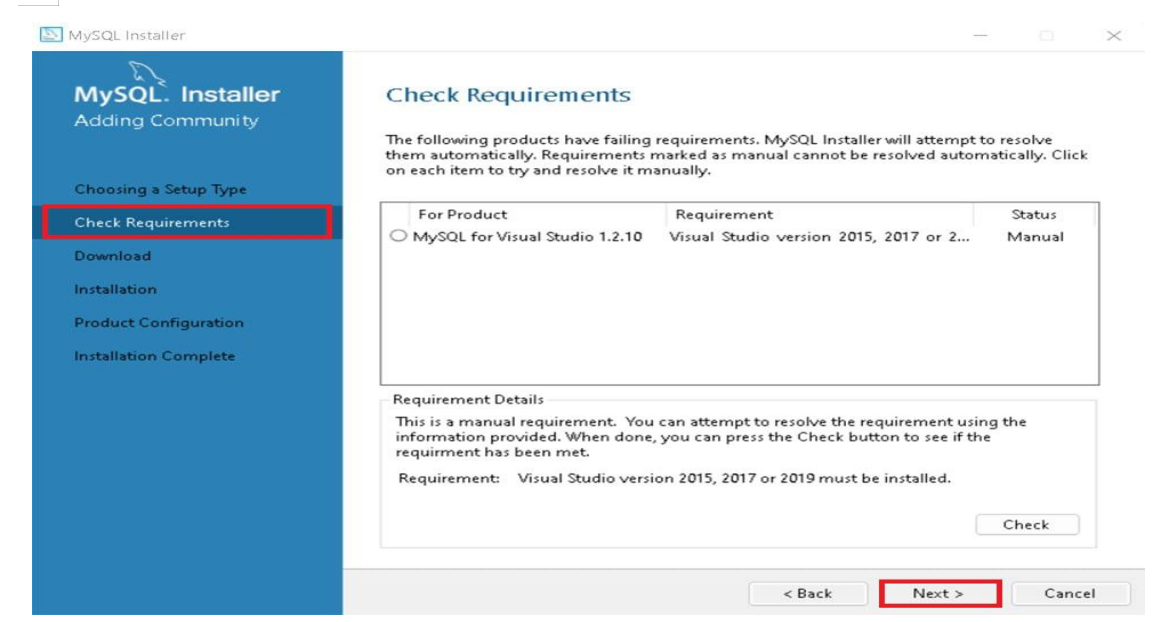 MySQL Installer
MySQL. Installer
Adding Community
Choosing a Setup Type
Check Requirements
Download
Installation
Product Configuration
Installation Complete
Check Requirements
The following products have failing requirements. MySQL Installer will attempt to resolve
them automatically. Requirements marked as manual cannot be resolved automatically. Click
on each item to try and resolve it manually.
For Product Requirement Status
MySQL for Visual Studio 1.2.10 Visual Studio version 2015, 2017 or 2... Manual
Requirement Details
This is a manual requirement. You can attempt to resolve the requirement using the
information provided. When done, you can press the Check button to see if the
requirment has been met.
Requirement: Visual Studio version 2015, 2017 or 2019 must be installed.
Check
< Back Next > Cancel